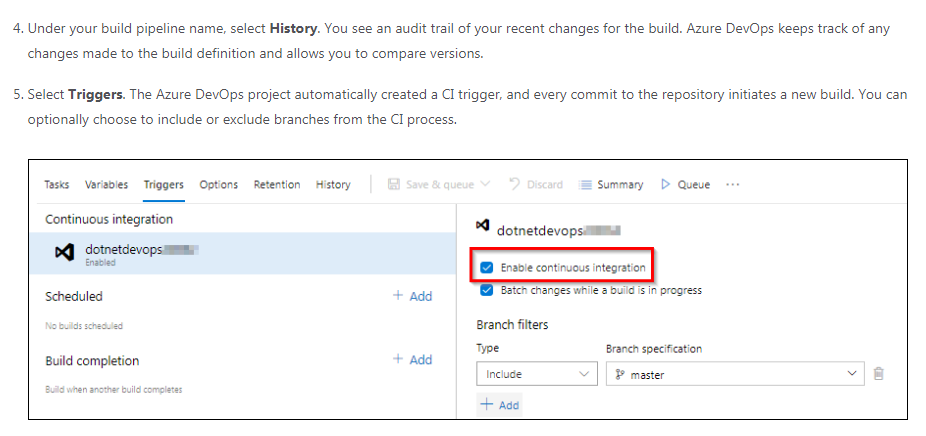 4. Under your build pipeline name, select History. You see an audit trail of your recent changes for the build. Azure DevOps keeps track of any
changes made to the build definition and allows you to compare versions.
5. Select Triggers. The Azure DevOps project automatically created a CI trigger, and every commit to the repository initiates a new build. You can
optionally choose to include or exclude branches from the CI process.
Tasks Variables Triggers Options Retention History Save & queue Discard Summary Queue ...
Continuous integration
dotnetdevops
Enabled
Scheduled + Add
No builds scheduled
Build completion + Add
Build when another build completes
dotnetdevops
Enable continuous integration
Batch changes while a build is in progress
Branch filters
Type Branch specification
Include master
+ Add